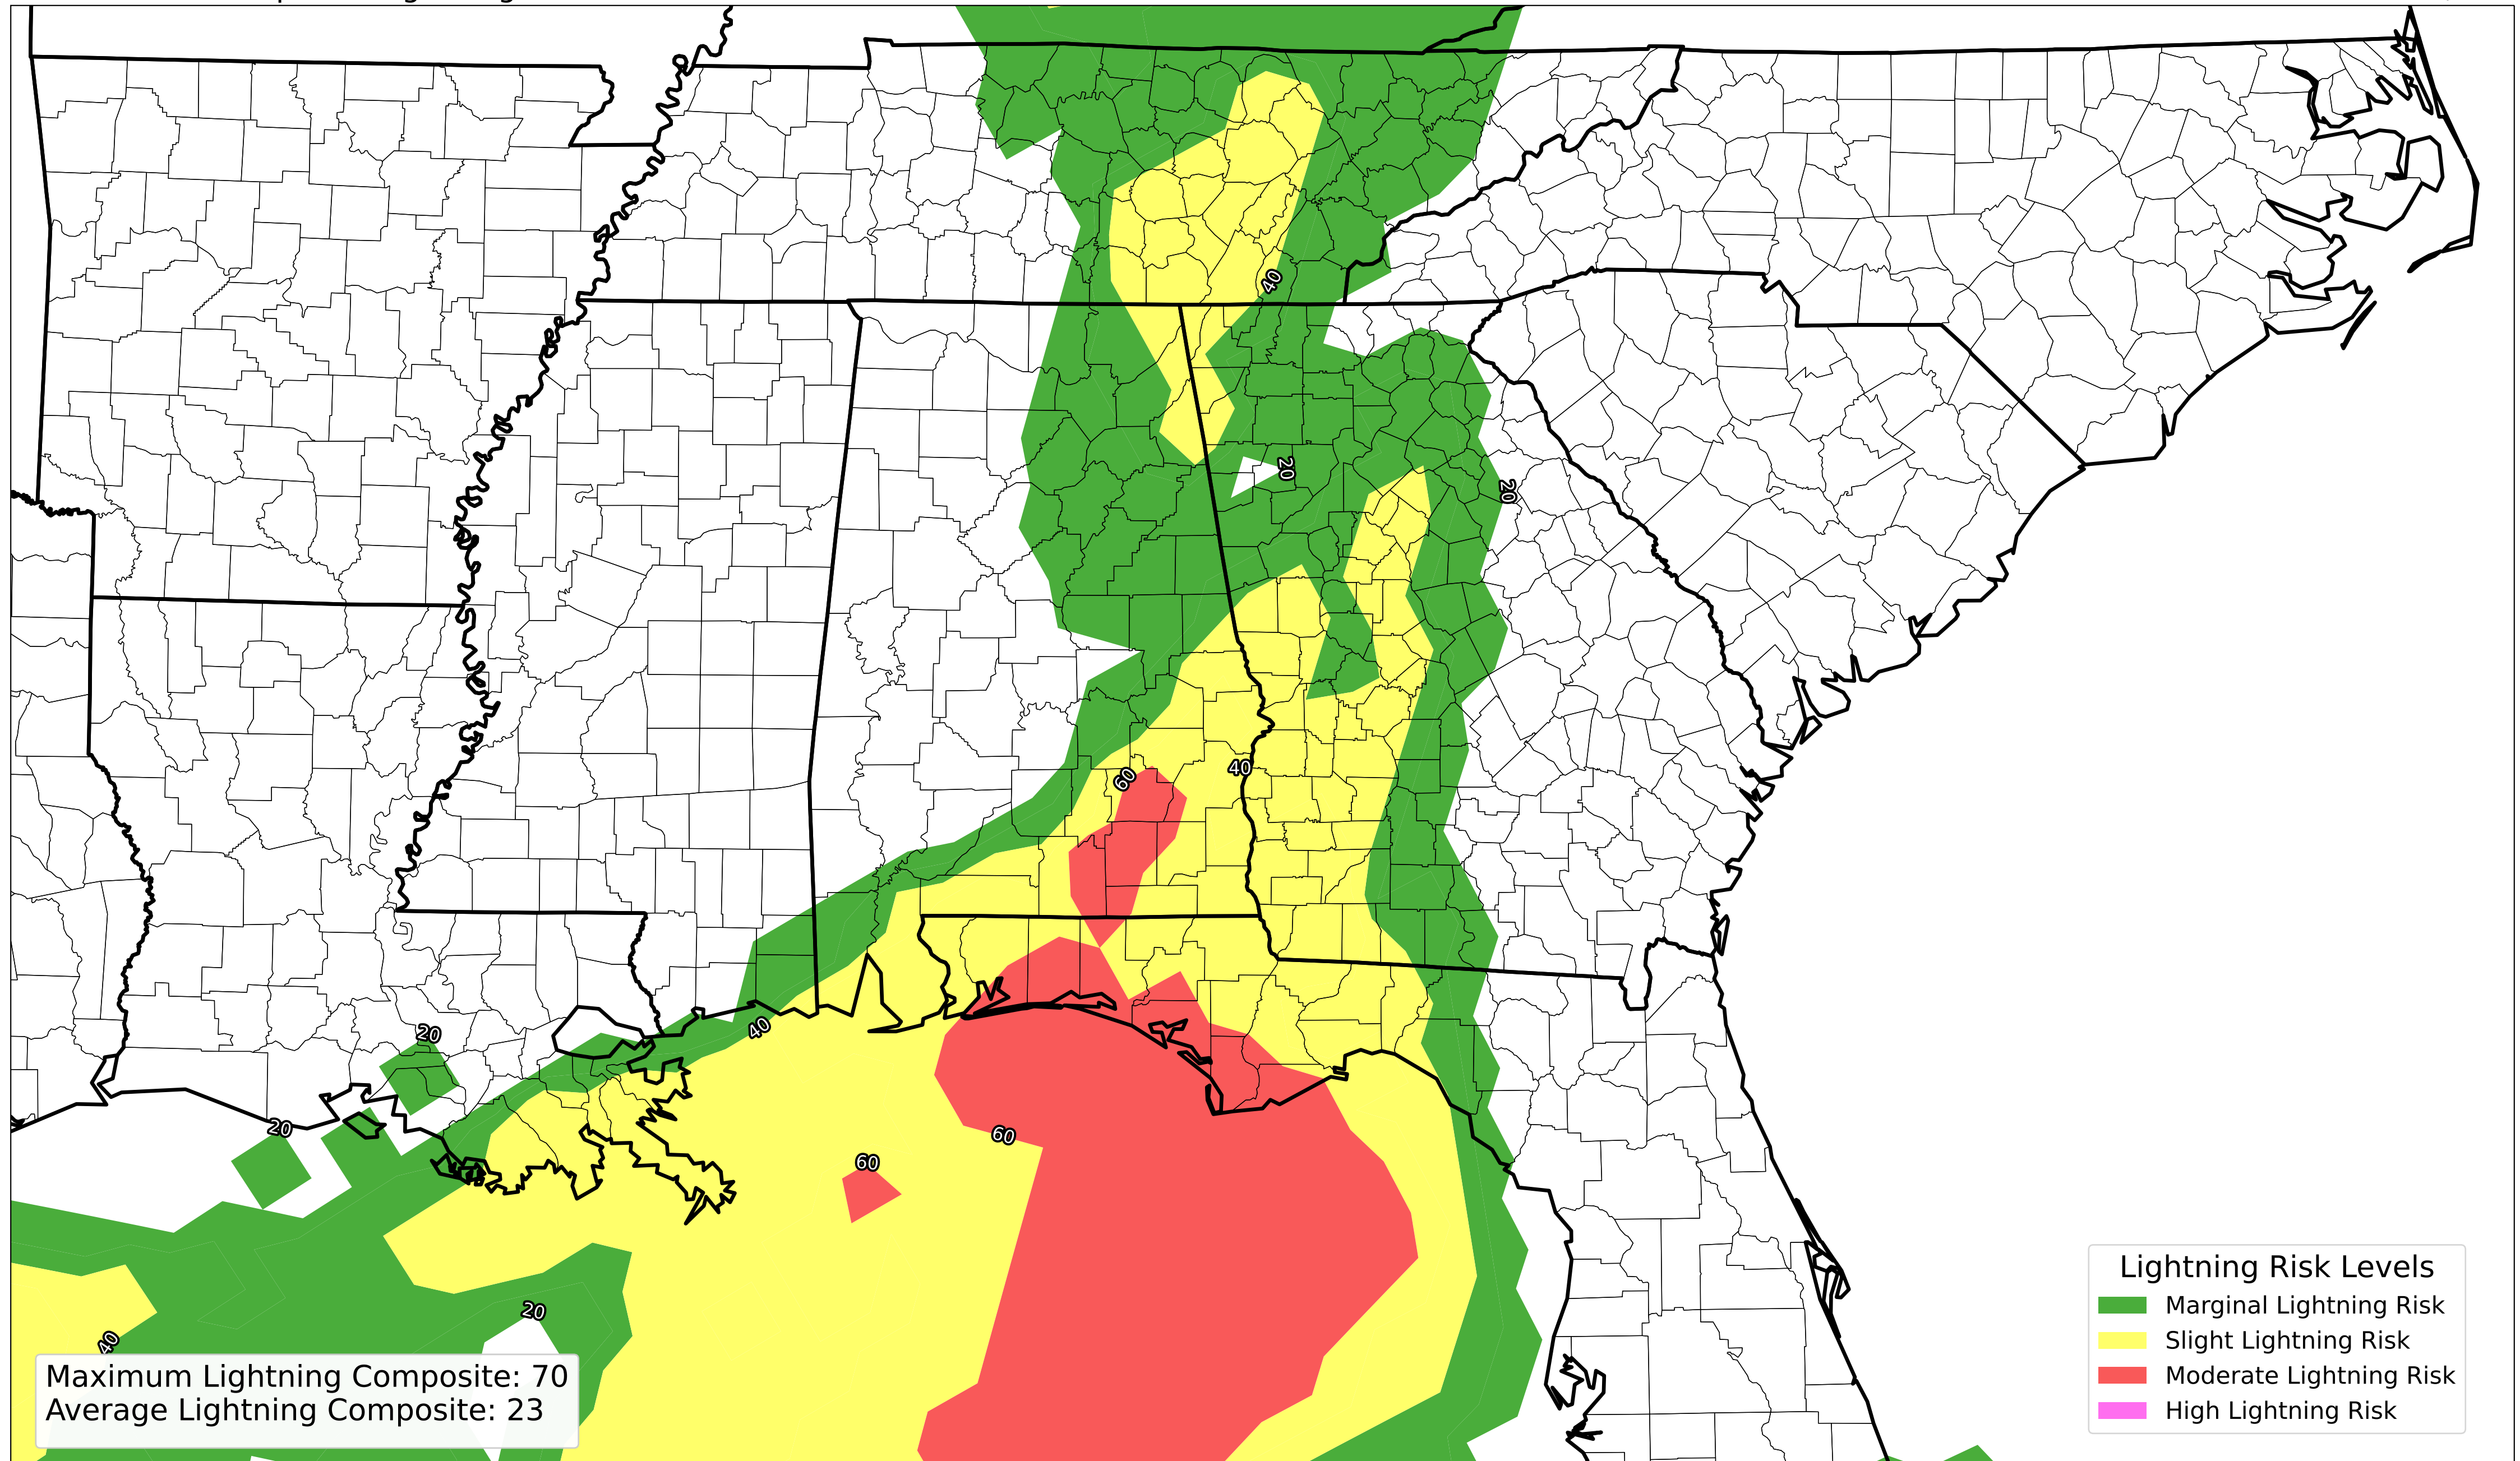 40
20
20
60
40
20
40
20
60
60
20
40
Maximum Lightning Composite: 70
Average Lightning Composite: 23
Lightning Risk Levels
Marginal Lightning Risk
Slight Lightning Risk
Moderate Lightning Risk
High Lightning Risk